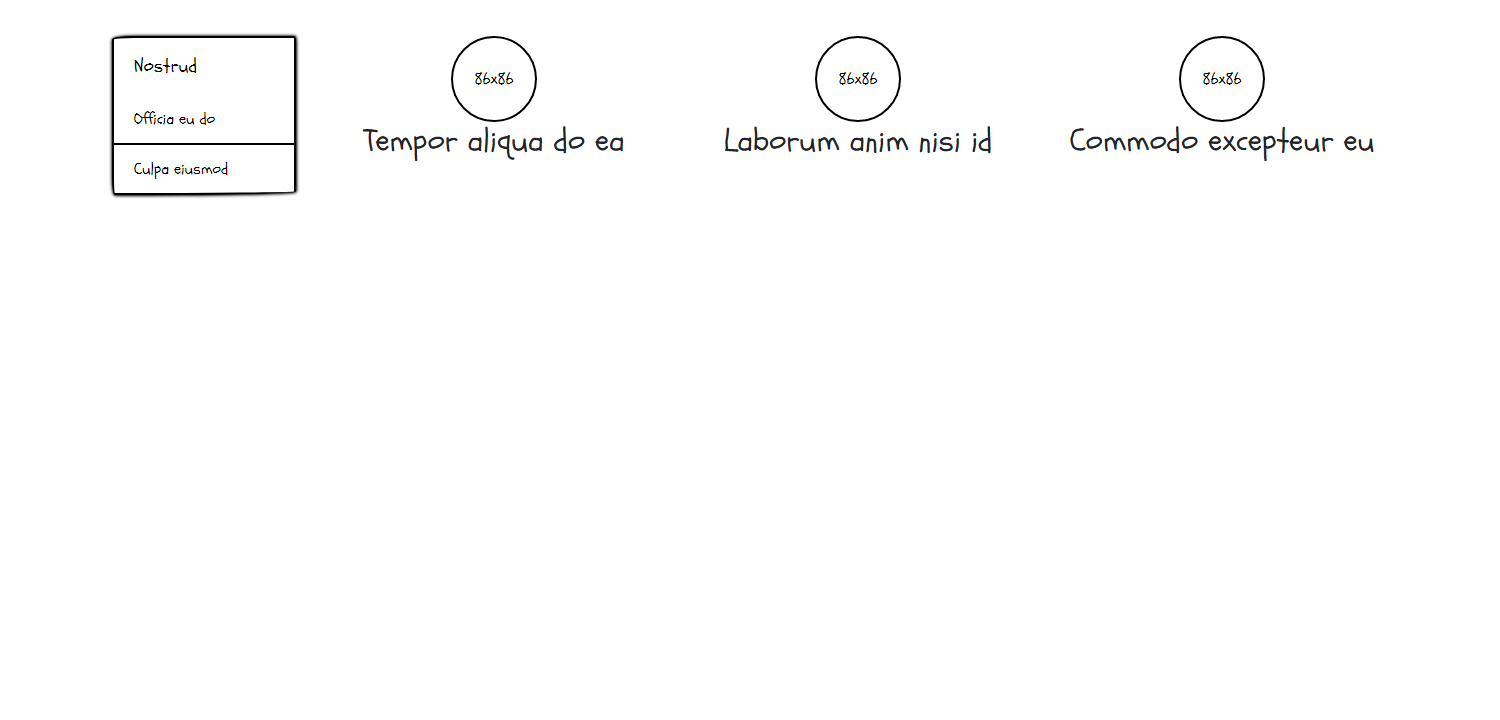 Nostrud
Officia eu do
Culpa eiusmod
86x86
Tempor aliqua do ea
86x86
Laborum anim nisi id
86x86
Commodo excepteur eu